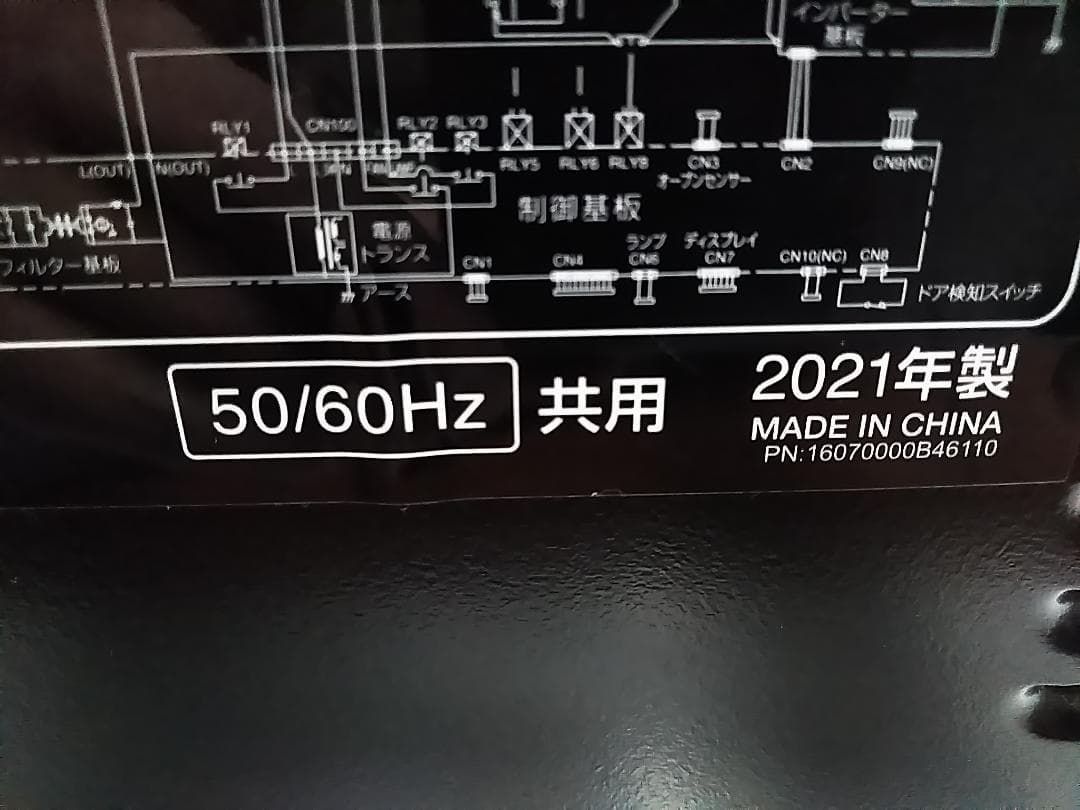 インバーター
基板
RLY1
CN100
RLY2
RLY3
RLY5
RLY6
RLY8
CN3
オーブンセンサー
CN2
CN9(NC)
L(OUT)
N(OUT)
制御基板
電源
トランス
フィルター基板
アース
CN1
CN4
ランプ
CN6
ディスプレイ
CN7
CN10(NC)
CN8
ドア検知スイッチ
50/60Hz 共用
2021年製
MADE IN CHINA
PN:16070000B46110